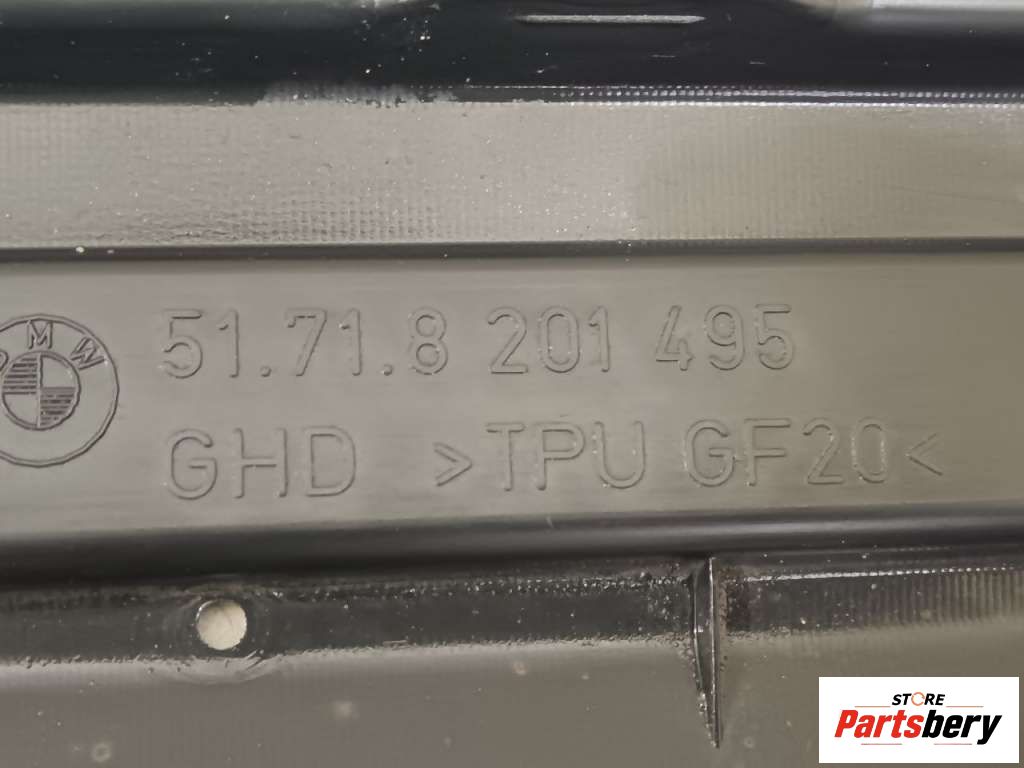 BMW
51.71.8 201 495
GHD >TPU GF20<
STORE
Partsbery